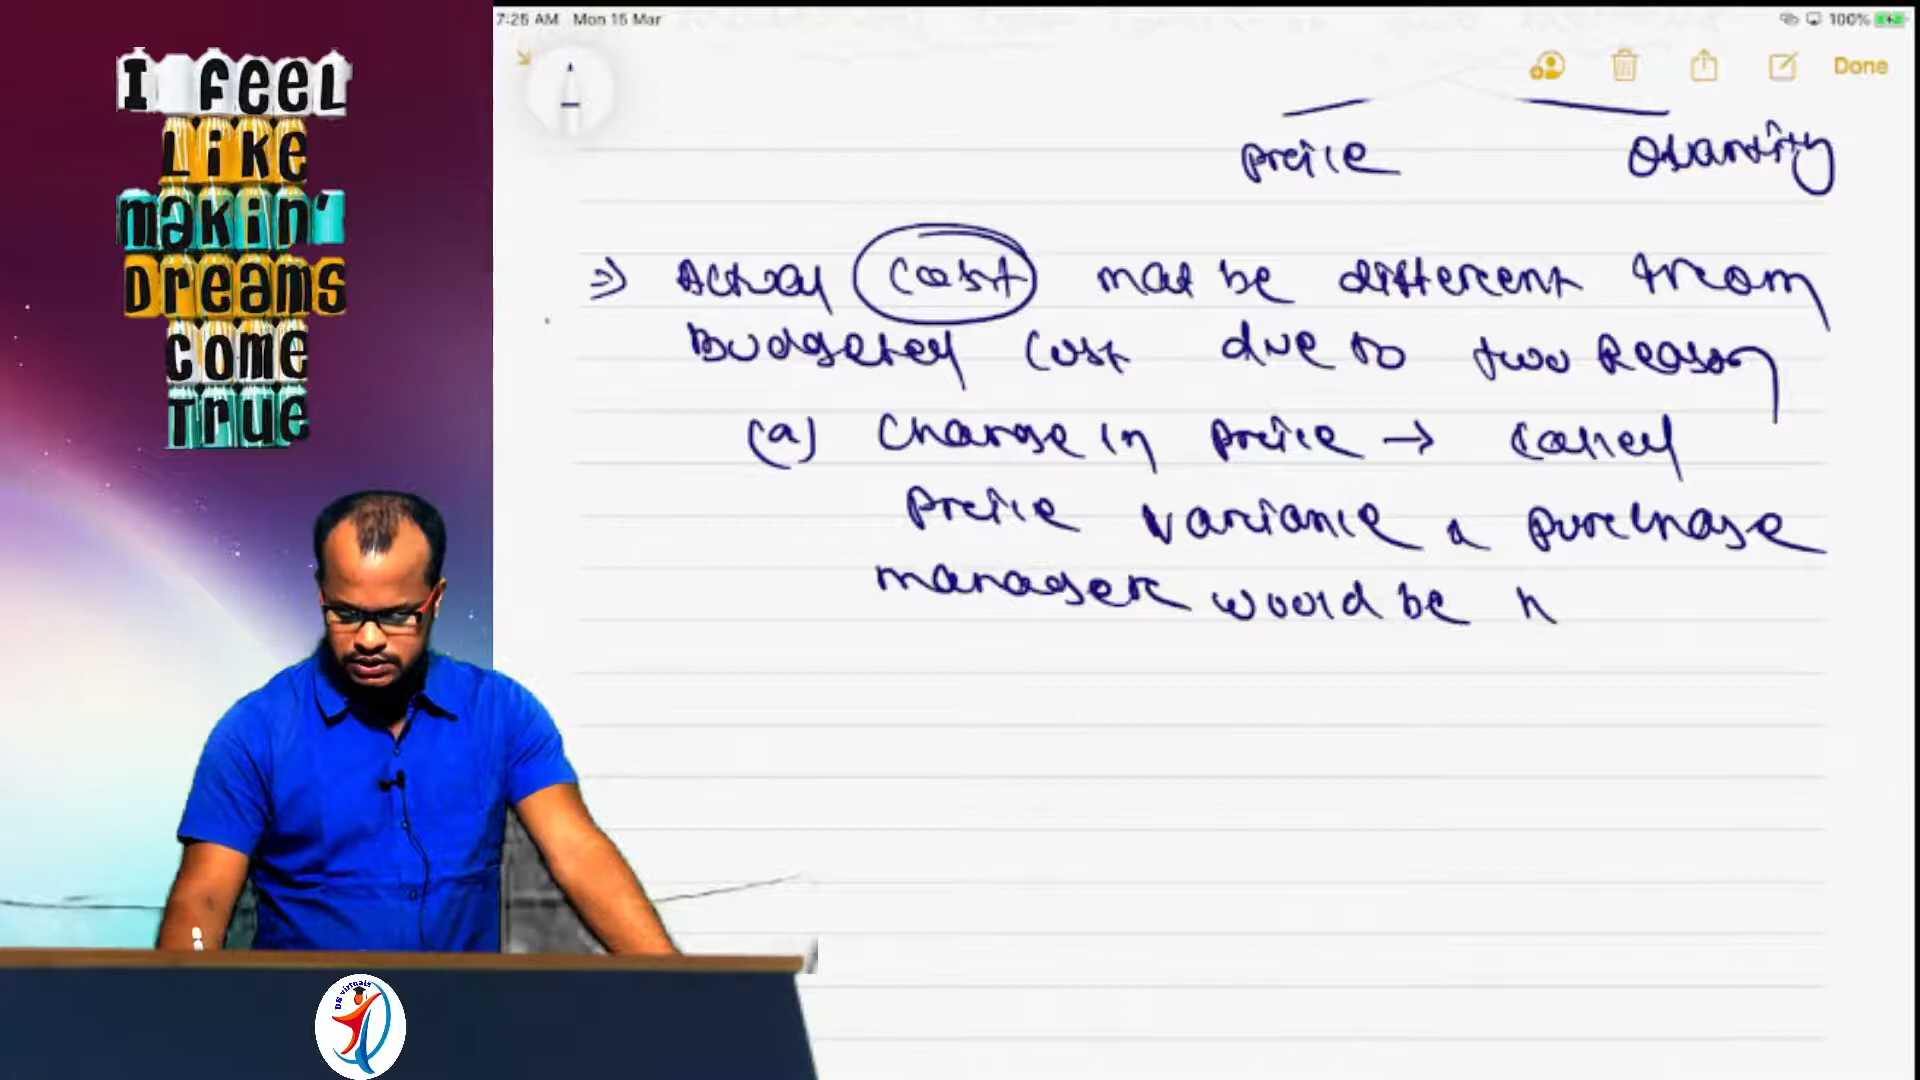 7:25 AM Mon 15 Mar
100%
Done
I feel
Like
makin'
Dreams
come
True
Price Quantity
⇒ Actual Cost may be different from
Budgeted Cost due to two Reason
(a) Change in Price → Called
Price Variance & Purchase
manager would be
DS Virtuals